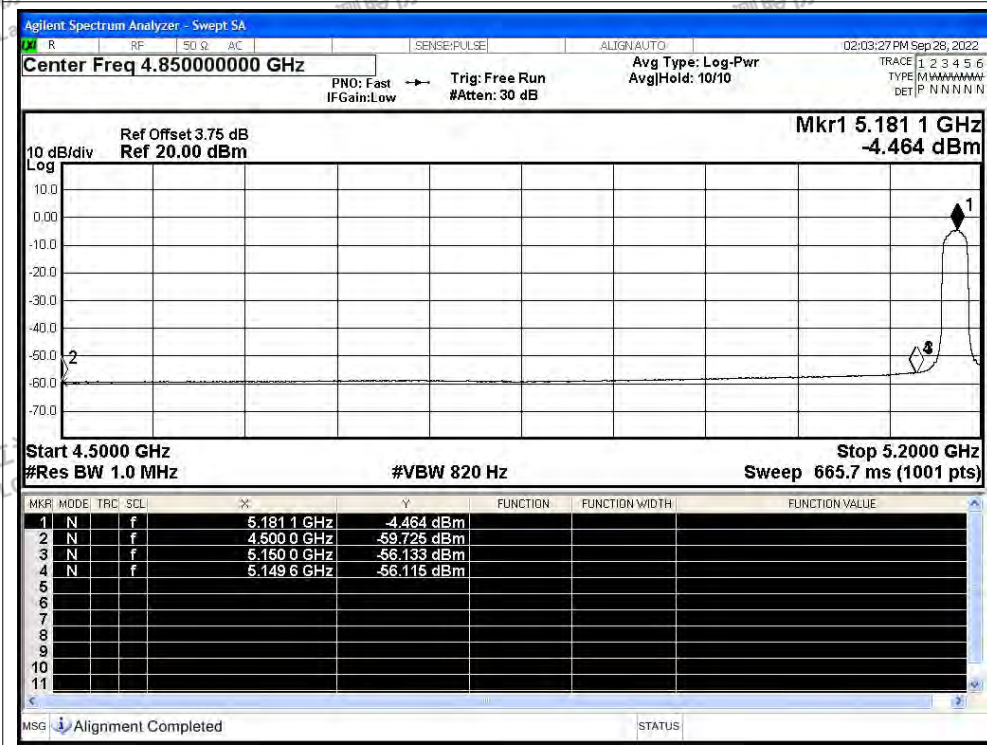 Agilent Spectrum Analyzer - Swept SA
LXI R RF 50 Ω AC SENSE:PULSE ALIGN AUTO 02:03:27 PM Sep 28, 2022
Center Freq 4.850000000 GHz
PNO: Fast
IFGain:Low
Trig: Free Run
#Atten: 30 dB
Avg Type: Log-Pwr
Avg|Hold: 10/10
TRACE 1 2 3 4 5 6
TYPE M W W W W W
DET P N N N N N
Mkr1 5.181 1 GHz
-4.464 dBm
Ref Offset 3.75 dB
10 dB/div Ref 20.00 dBm
Log
10.0
0.00
-10.0
-20.0
-30.0
-40.0
-50.0
-60.0
-70.0
1
2
Start 4.5000 GHz Stop 5.2000 GHz
#Res BW 1.0 MHz #VBW 820 Hz Sweep 665.7 ms (1001 pts)
MKR MODE TRC SCL X Y FUNCTION FUNCTION WIDTH FUNCTION VALUE
1 N f 5.181 1 GHz -4.464 dBm
2 N f 4.500 0 GHz -59.725 dBm
3 N f 5.150 0 GHz -56.133 dBm
4 N f 5.149 6 GHz -56.115 dBm
5
6
7
8
9
10
11
MSG Alignment Completed STATUS